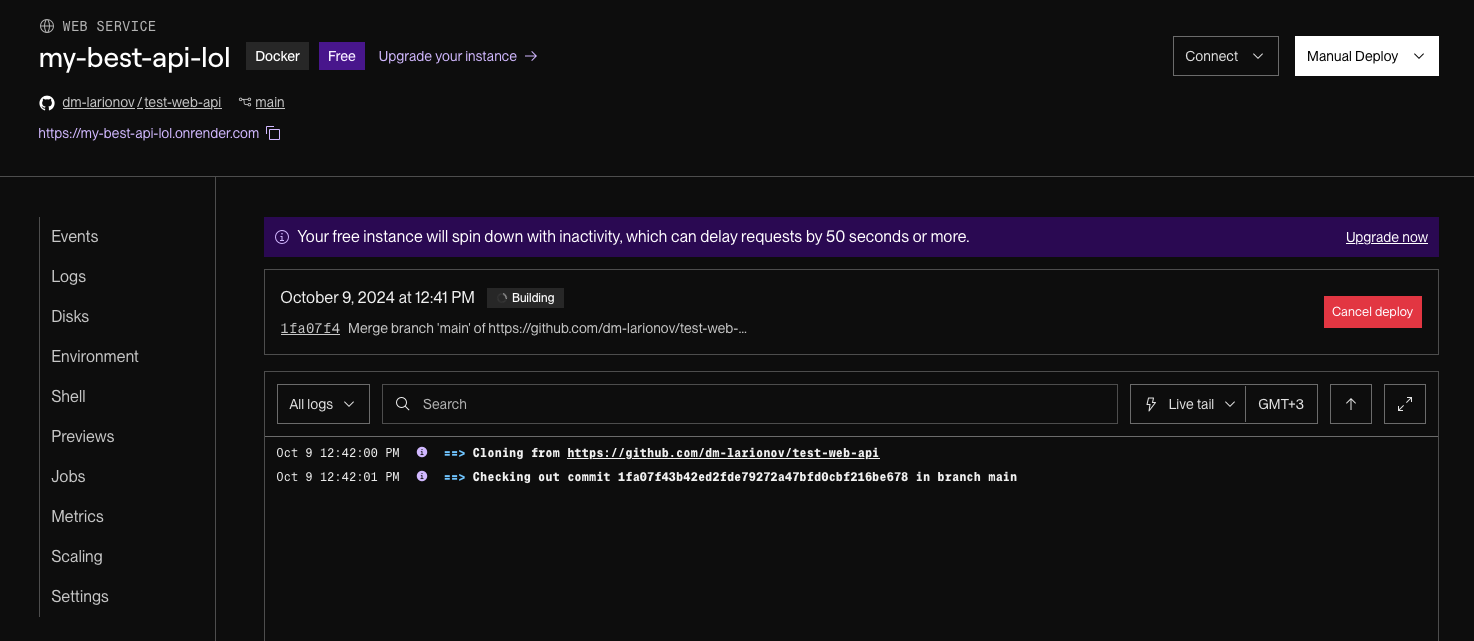 WEB SERVICE
my-best-api-lol Docker Free Upgrade your instance →
Connect Manual Deploy
dm-larionov / test-web-api main
https://my-best-api-lol.onrender.com
Events
Logs
Disks
Environment
Shell
Previews
Jobs
Metrics
Scaling
Settings
Your free instance will spin down with inactivity, which can delay requests by 50 seconds or more. Upgrade now
October 9, 2024 at 12:41 PM Building
1fa07f4 Merge branch 'main' of https://github.com/dm-larionov/test-web-...
Cancel deploy
All logs Search Live tail GMT+3
Oct 9 12:42:00 PM ==> Cloning from https://github.com/dm-larionov/test-web-api
Oct 9 12:42:01 PM ==> Checking out commit 1fa07f43b42ed2fde79272a47bfd0cbf216be678 in branch main